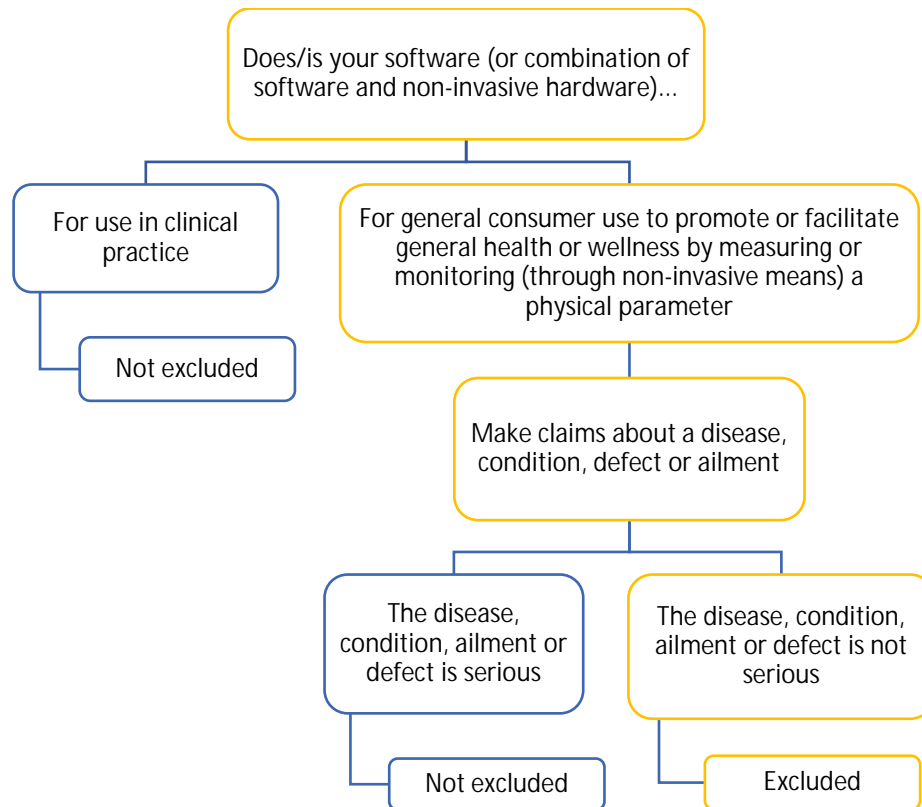 Does/is your software (or combination of
software and non-invasive hardware)...
For use in clinical
practice
Not excluded
For general consumer use to promote or facilitate
general health or wellness by measuring or
monitoring (through non-invasive means) a
physical parameter
Make claims about a disease,
condition, defect or ailment
The disease,
condition, ailment or
defect is serious
Not excluded
The disease, condition,
ailment or defect is not
serious
Excluded